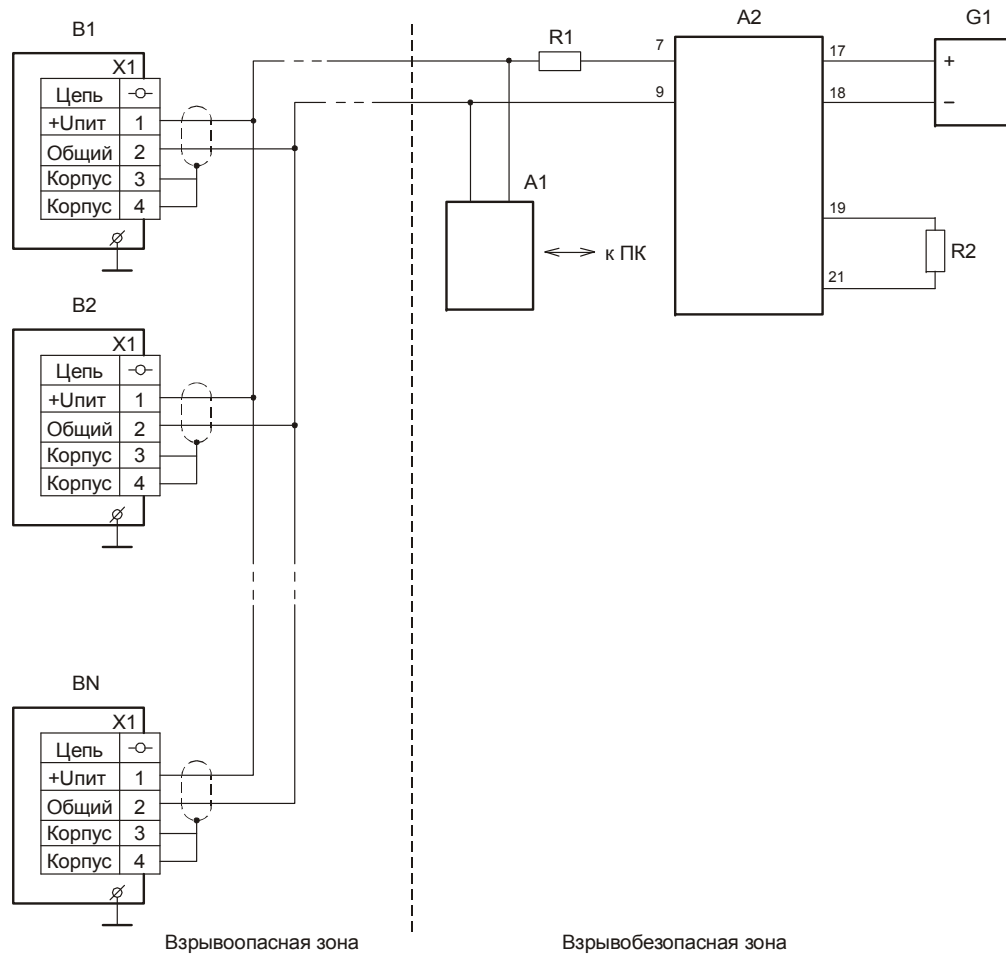 B1
X1
Цепь
+Uпит 1
Общий 2
Корпус 3
Корпус 4
B2
X1
Цепь
+Uпит 1
Общий 2
Корпус 3
Корпус 4
BN
X1
Цепь
+Uпит 1
Общий 2
Корпус 3
Корпус 4
R1
7
9
A1
к ПК
A2
17
18
19
21
G1
+
−
R2
Взрывоопасная зона
Взрывобезопасная зона